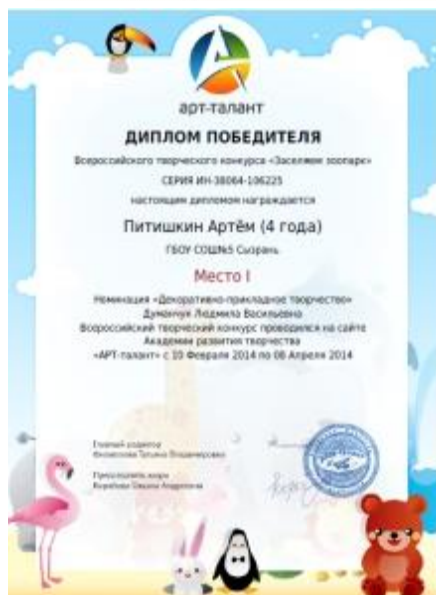 арт-талант
ДИПЛОМ ПОБЕДИТЕЛЯ
Всероссийского творческого конкурса «Заселяем зоопарк»
СЕРИЯ ИН-38064-106225
настоящим дипломом награждается
Питишкин Артём (4 года)
ГБОУ СОШ№5 Сызрань
Место I
Номинация «Декоративно-прикладное творчество»
Думанчук Людмила Васильевна
Всероссийский творческий конкурс проводился на сайте
Академии развития творчества
«АРТ-талант» с 10 Февраля 2014 по 08 Апреля 2014
Главный редактор
Татьяна Владимировна
Председатель жюри